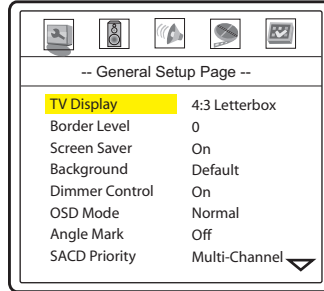 -- General Setup Page --
TV Display 4:3 Letterbox
Border Level 0
Screen Saver On
Background Default
Dimmer Control On
OSD Mode Normal
Angle Mark Off
SACD Priority Multi-Channel